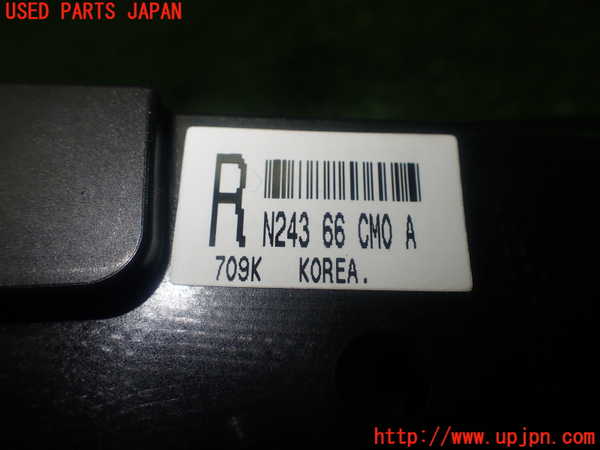 USED PARTS JAPAN
R
N243 66 CM0 A
709K KOREA.
http://www.upjpn.com/